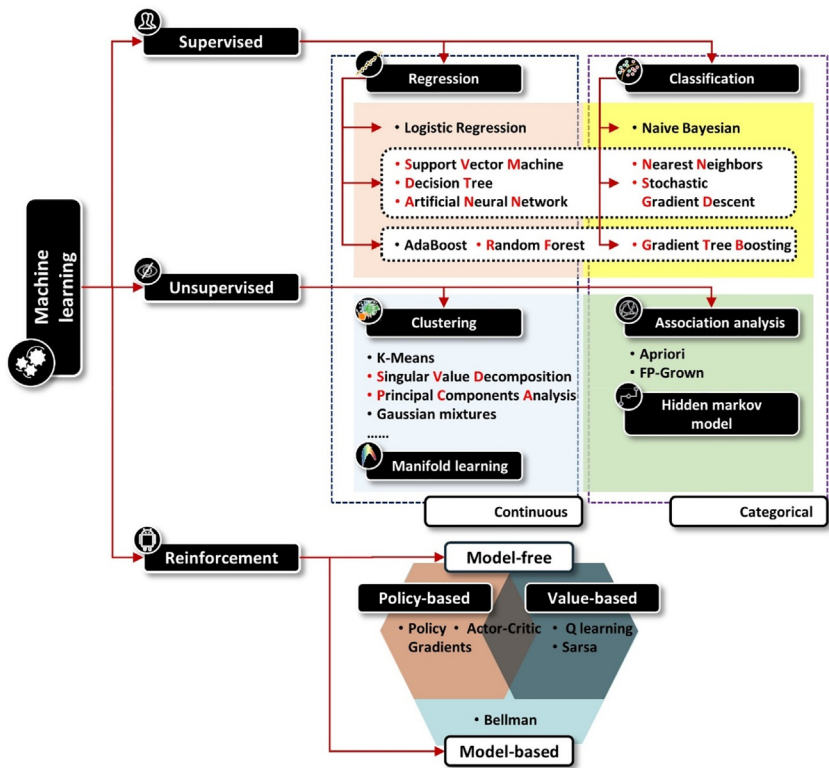 Machine
learning
Supervised
Regression
Classification
• Logistic Regression
• Naive Bayesian
• Support Vector Machine
• Decision Tree
• Artificial Neural Network
• Nearest Neighbors
• Stochastic
Gradient Descent
• AdaBoost • Random Forest
• Gradient Tree Boosting
Unsupervised
Clustering
Association analysis
• K-Means
• Singular Value Decomposition
• Principal Components Analysis
• Gaussian mixtures
......
• Apriori
• FP-Grown
Hidden markov
model
Manifold learning
Continuous
Categorical
Reinforcement
Model-free
Policy-based
Value-based
• Policy • Actor-Critic • Q learning
Gradients
• Sarsa
• Bellman
Model-based